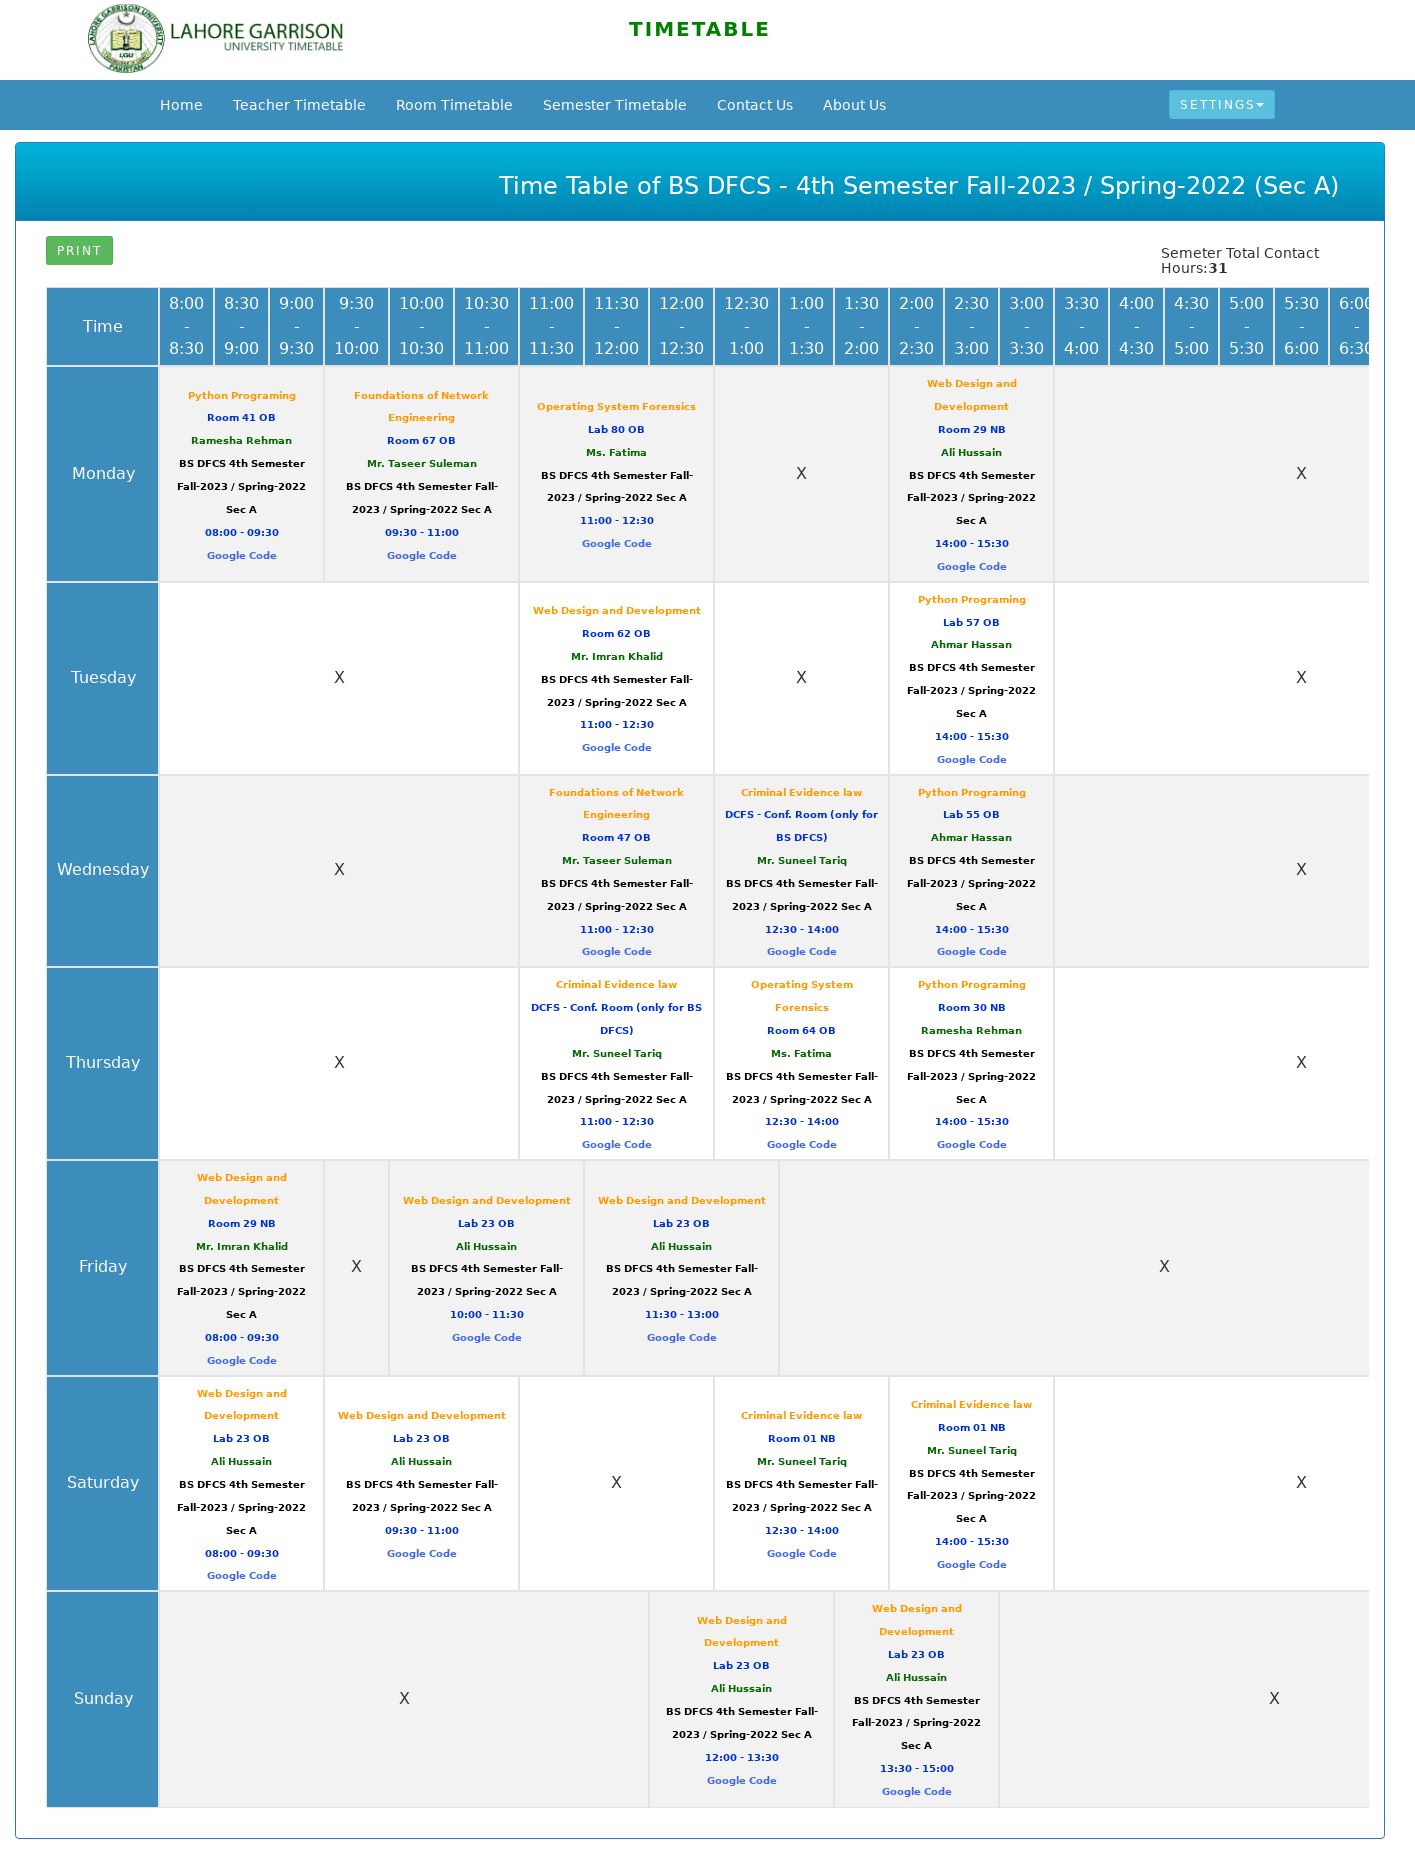 LAHORE GARRISON
UNIVERSITY TIMETABLE
TIMETABLE
Home
Teacher Timetable
Room Timetable
Semester Timetable
Contact Us
About Us
SETTINGS
Time Table of BS DFCS - 4th Semester Fall-2023 / Spring-2022 (Sec A)
PRINT
Semeter Total Contact
Hours:31
Time
8:00
-
8:30
8:30
-
9:00
9:00
-
9:30
9:30
-
10:00
10:00
-
10:30
10:30
-
11:00
11:00
-
11:30
11:30
-
12:00
12:00
-
12:30
12:30
-
1:00
1:00
-
1:30
1:30
-
2:00
2:00
-
2:30
2:30
-
3:00
3:00
-
3:30
3:30
-
4:00
4:00
-
4:30
4:30
-
5:00
5:00
-
5:30
5:30
-
6:00
6:00
-
6:30
Monday
Python Programing
Room 41 OB
Ramesha Rehman
BS DFCS 4th Semester
Fall-2023 / Spring-2022
Sec A
08:00 - 09:30
Google Code
Foundations of Network
Engineering
Room 67 OB
Mr. Taseer Suleman
BS DFCS 4th Semester Fall-
2023 / Spring-2022 Sec A
09:30 - 11:00
Google Code
Operating System Forensics
Lab 80 OB
Ms. Fatima
BS DFCS 4th Semester Fall-
2023 / Spring-2022 Sec A
11:00 - 12:30
Google Code
X
Web Design and
Development
Room 29 NB
Ali Hussain
BS DFCS 4th Semester
Fall-2023 / Spring-2022
Sec A
14:00 - 15:30
Google Code
X
Tuesday
X
Web Design and Development
Room 62 OB
Mr. Imran Khalid
BS DFCS 4th Semester Fall-
2023 / Spring-2022 Sec A
11:00 - 12:30
Google Code
X
Python Programing
Lab 57 OB
Ahmar Hassan
BS DFCS 4th Semester
Fall-2023 / Spring-2022
Sec A
14:00 - 15:30
Google Code
X
Wednesday
X
Foundations of Network
Engineering
Room 47 OB
Mr. Taseer Suleman
BS DFCS 4th Semester Fall-
2023 / Spring-2022 Sec A
11:00 - 12:30
Google Code
Criminal Evidence law
DCFS - Conf. Room (only for
BS DFCS)
Mr. Suneel Tariq
BS DFCS 4th Semester Fall-
2023 / Spring-2022 Sec A
12:30 - 14:00
Google Code
Python Programing
Lab 55 OB
Ahmar Hassan
BS DFCS 4th Semester
Fall-2023 / Spring-2022
Sec A
14:00 - 15:30
Google Code
X
Thursday
X
Criminal Evidence law
DCFS - Conf. Room (only for BS
DFCS)
Mr. Suneel Tariq
BS DFCS 4th Semester Fall-
2023 / Spring-2022 Sec A
11:00 - 12:30
Google Code
Operating System
Forensics
Room 64 OB
Ms. Fatima
BS DFCS 4th Semester Fall-
2023 / Spring-2022 Sec A
12:30 - 14:00
Google Code
Python Programing
Room 30 NB
Ramesha Rehman
BS DFCS 4th Semester
Fall-2023 / Spring-2022
Sec A
14:00 - 15:30
Google Code
X
Friday
Web Design and
Development
Room 29 NB
Mr. Imran Khalid
BS DFCS 4th Semester
Fall-2023 / Spring-2022
Sec A
08:00 - 09:30
Google Code
X
Web Design and Development
Lab 23 OB
Ali Hussain
BS DFCS 4th Semester Fall-
2023 / Spring-2022 Sec A
10:00 - 11:30
Google Code
Web Design and Development
Lab 23 OB
Ali Hussain
BS DFCS 4th Semester Fall-
2023 / Spring-2022 Sec A
11:30 - 13:00
Google Code
X
Saturday
Web Design and
Development
Lab 23 OB
Ali Hussain
BS DFCS 4th Semester
Fall-2023 / Spring-2022
Sec A
08:00 - 09:30
Google Code
Web Design and Development
Lab 23 OB
Ali Hussain
BS DFCS 4th Semester Fall-
2023 / Spring-2022 Sec A
09:30 - 11:00
Google Code
X
Criminal Evidence law
Room 01 NB
Mr. Suneel Tariq
BS DFCS 4th Semester Fall-
2023 / Spring-2022 Sec A
12:30 - 14:00
Google Code
Criminal Evidence law
Room 01 NB
Mr. Suneel Tariq
BS DFCS 4th Semester
Fall-2023 / Spring-2022
Sec A
14:00 - 15:30
Google Code
X
Sunday
X
Web Design and
Development
Lab 23 OB
Ali Hussain
BS DFCS 4th Semester Fall-
2023 / Spring-2022 Sec A
12:00 - 13:30
Google Code
Web Design and
Development
Lab 23 OB
Ali Hussain
BS DFCS 4th Semester
Fall-2023 / Spring-2022
Sec A
13:30 - 15:00
Google Code
X